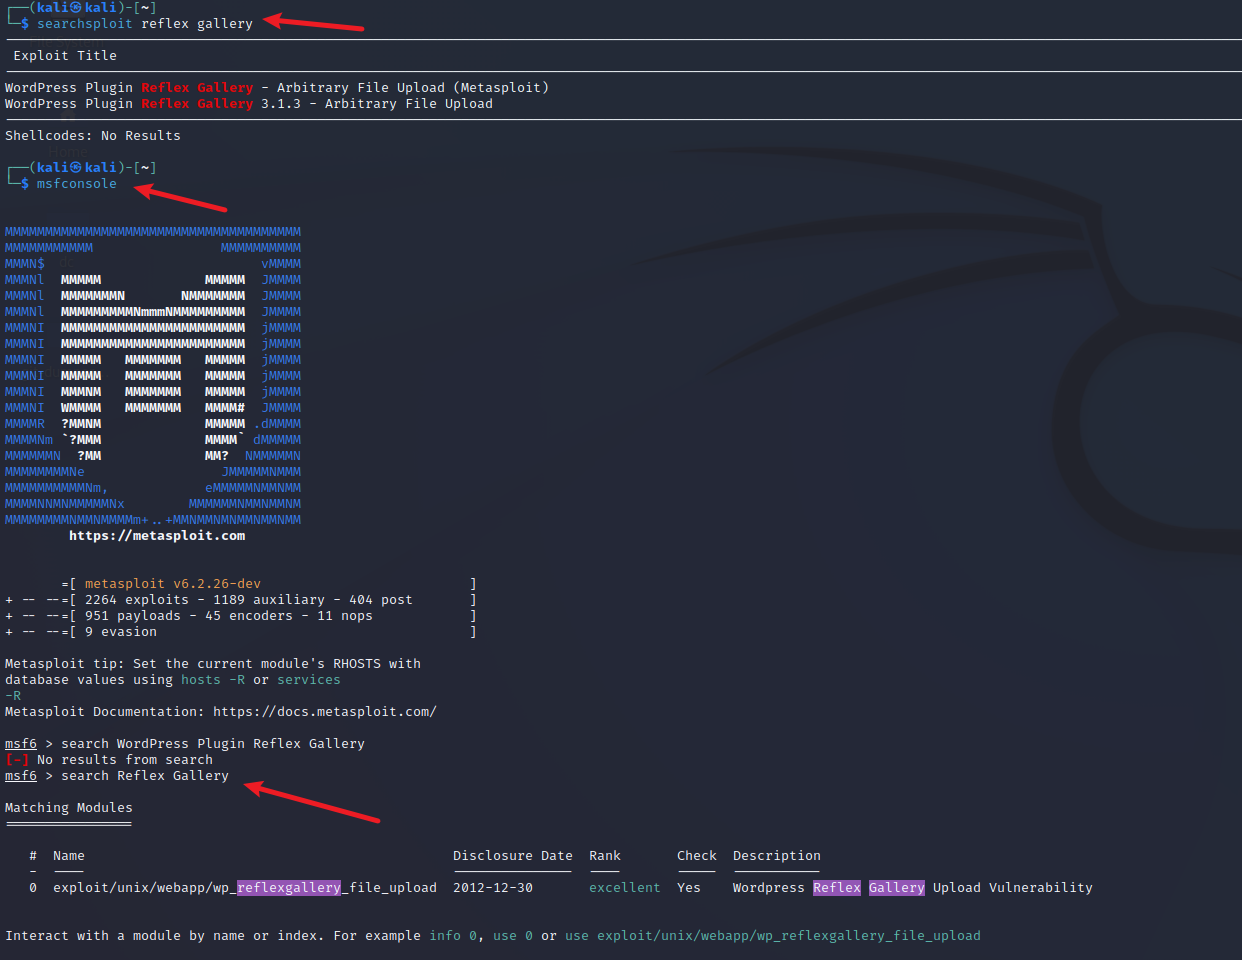 ┌──(kali㉿kali)-[~]
└─$ searchsploit reflex gallery
Exploit Title
WordPress Plugin Reflex Gallery - Arbitrary File Upload (Metasploit)
WordPress Plugin Reflex Gallery 3.1.3 - Arbitrary File Upload
Shellcodes: No Results
┌──(kali㉿kali)-[~]
└─$ msfconsole
MMMMMMMMMMMMMMMMMMMMMMMMMMMMMMMMMMMMM
MMMMMMMMMMM                MMMMMMMMMM
MMMN$                           vMMMM
MMMNl  MMMMM             MMMMM  JMMMM
MMMNl  MMMMMMMN       NMMMMMMM  JMMMM
MMMNl  MMMMMMMMMNmmmNMMMMMMMMM  JMMMM
MMMNI  MMMMMMMMMMMMMMMMMMMMMMM  jMMMM
MMMNI  MMMMMMMMMMMMMMMMMMMMMMM  jMMMM
MMMNI  MMMMM   MMMMMMM   MMMMM  jMMMM
MMMNI  MMMMM   MMMMMMM   MMMMM  jMMMM
MMMNI  MMMNM   MMMMMMM   MMMMM  jMMMM
MMMNI  WMMMM   MMMMMMM   MMMM#  JMMMM
MMMMR  ?MMNM             MMMMM .dMMMM
MMMMNm `?MMM             MMMM` dMMMMM
MMMMMMN  ?MM             MM?  NMMMMMN
MMMMMMMMNe                 JMMMMMNMMM
MMMMMMMMMMNm,            eMMMMMNMMNMM
MMMMNNMNMMMMMNx        MMMMMMNMMNMMNM
MMMMMMMMNMMNMMMMm+..+MMNMMNMNMMNMMNMM
https://metasploit.com
=[ metasploit v6.2.26-dev                          ]
+ -- --=[ 2264 exploits - 1189 auxiliary - 404 post       ]
+ -- --=[ 951 payloads - 45 encoders - 11 nops            ]
+ -- --=[ 9 evasion                                       ]
Metasploit tip: Set the current module's RHOSTS with
database values using hosts -R or services
-R
Metasploit Documentation: https://docs.metasploit.com/
msf6 > search WordPress Plugin Reflex Gallery
[-] No results from search
msf6 > search Reflex Gallery
Matching Modules
================
#  Name                                              Disclosure Date  Rank       Check  Description
-  ----                                              ---------------  ----       -----  -----------
0  exploit/unix/webapp/wp_reflexgallery_file_upload  2012-12-30       excellent  Yes    Wordpress Reflex Gallery Upload Vulnerability
Interact with a module by name or index. For example info 0, use 0 or use exploit/unix/webapp/wp_reflexgallery_file_upload